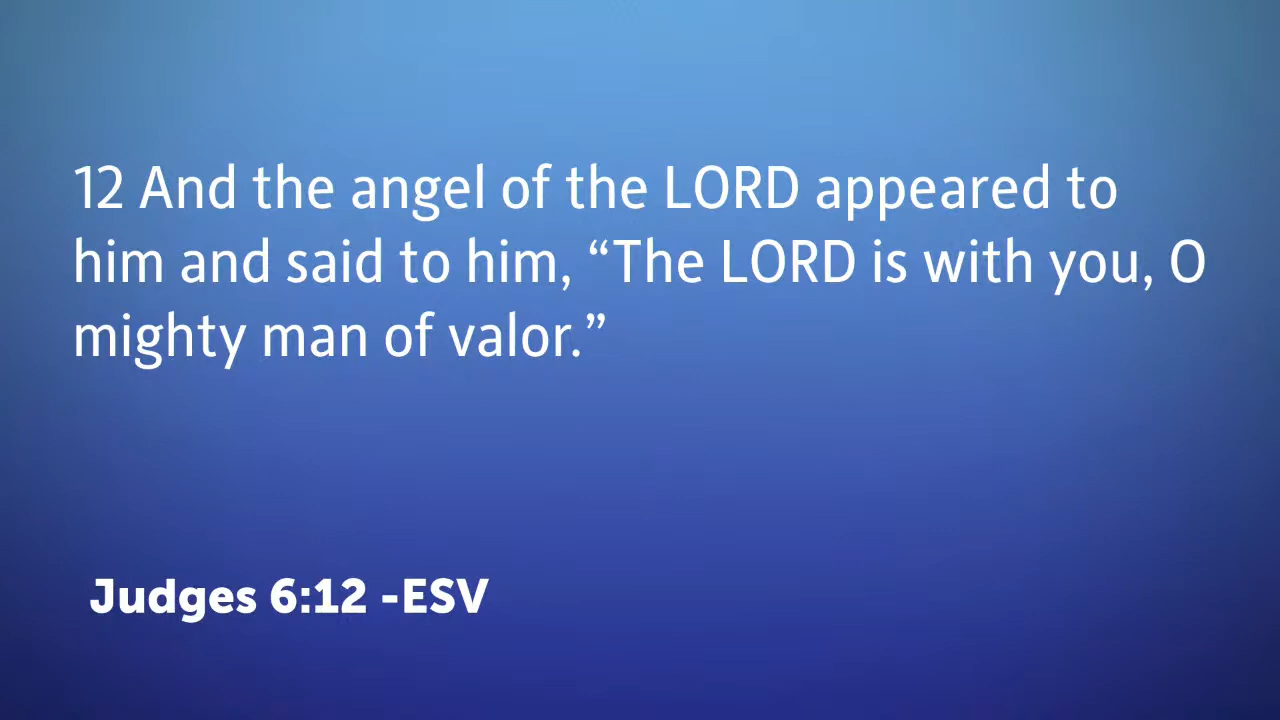 12 And the angel of the LORD appeared to
him and said to him, “The LORD is with you, O
mighty man of valor.”
Judges 6:12 -ESV